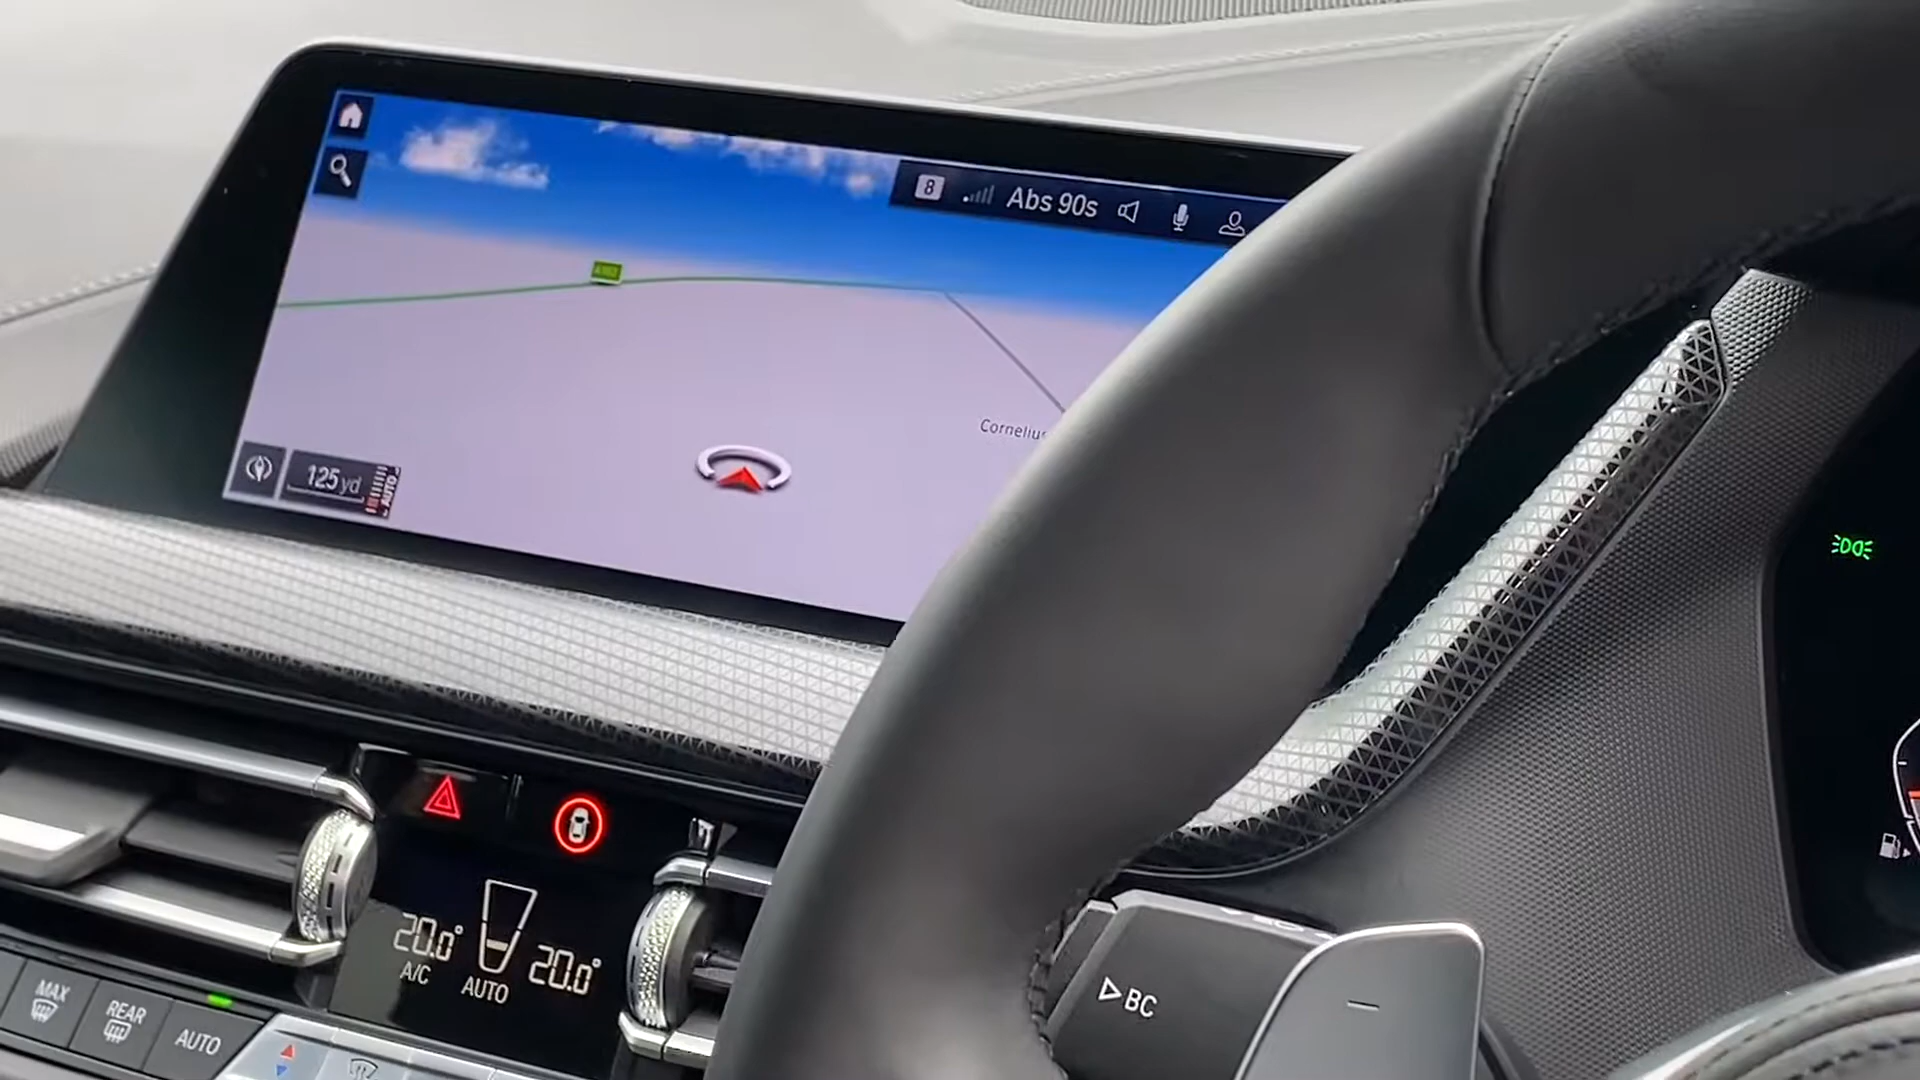 8 Abs 90s
Cornelius
125 yd
AUTO
20.0°
A/C
AUTO
20.0°
MAX
REAR
AUTO
BC